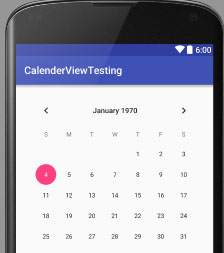 6:00
CalenderViewTesting
January 1970
S M T W T F S
1 2 3
4 5 6 7 8 9 10
11 12 13 14 15 16 17
18 19 20 21 22 23 24
25 26 27 28 29 30 31